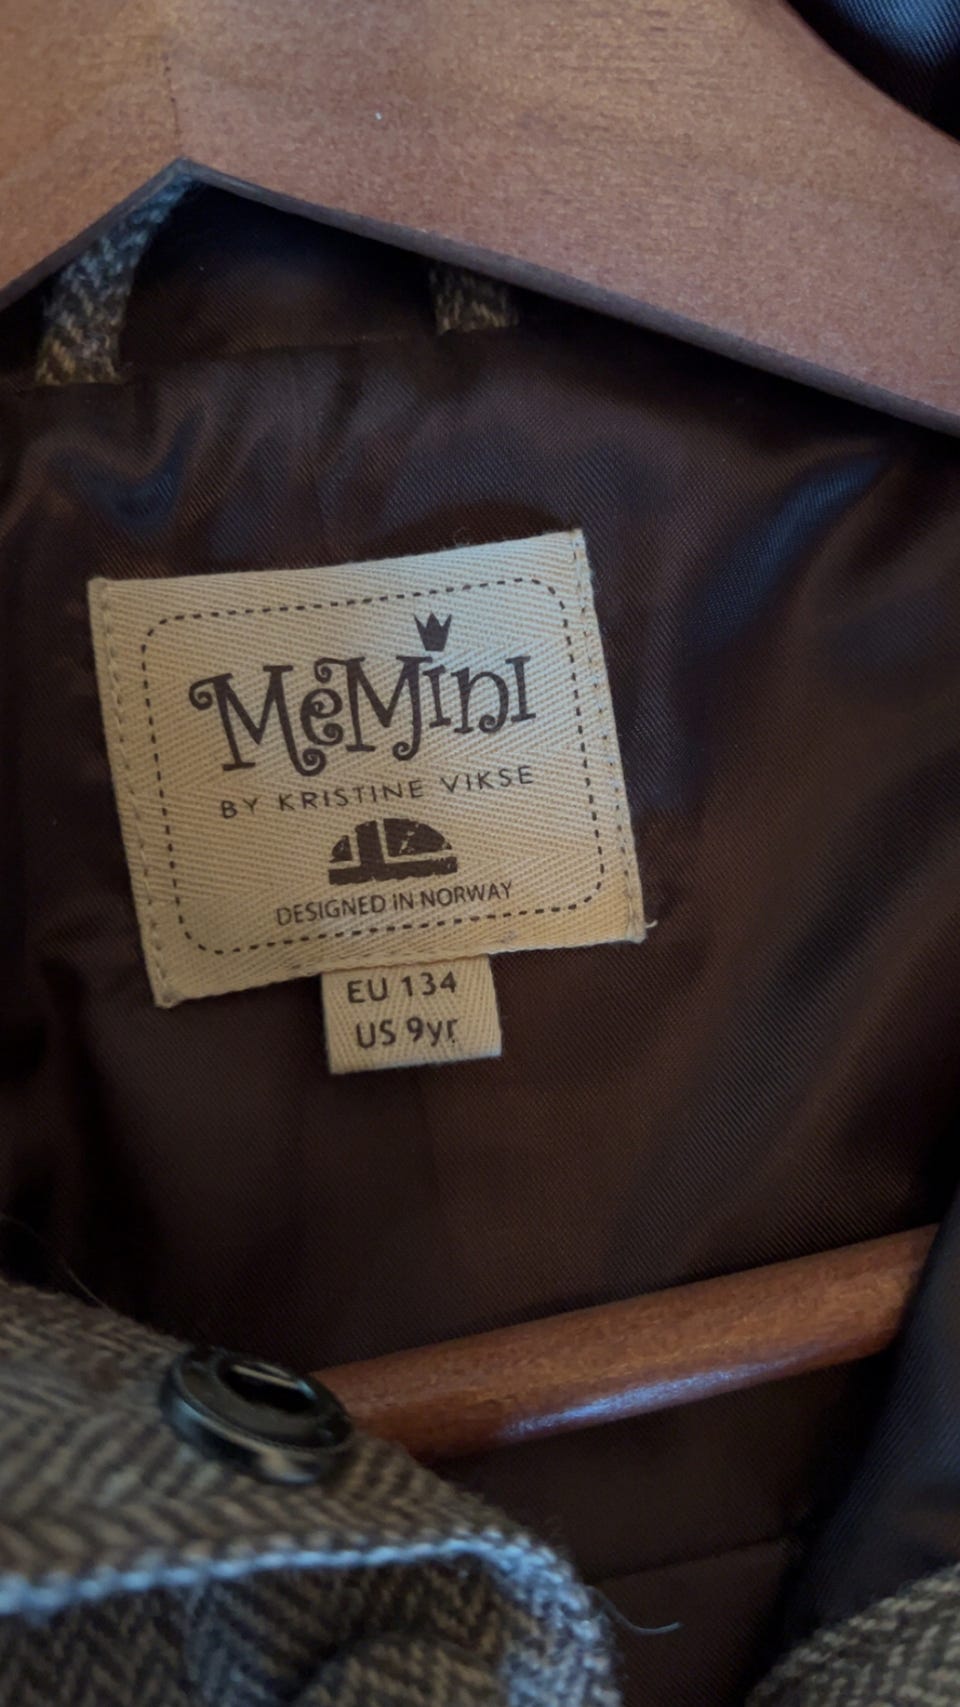 MeMini
BY KRISTINE VIKSE
DESIGNED IN NORWAY
EU 134
US 9yr